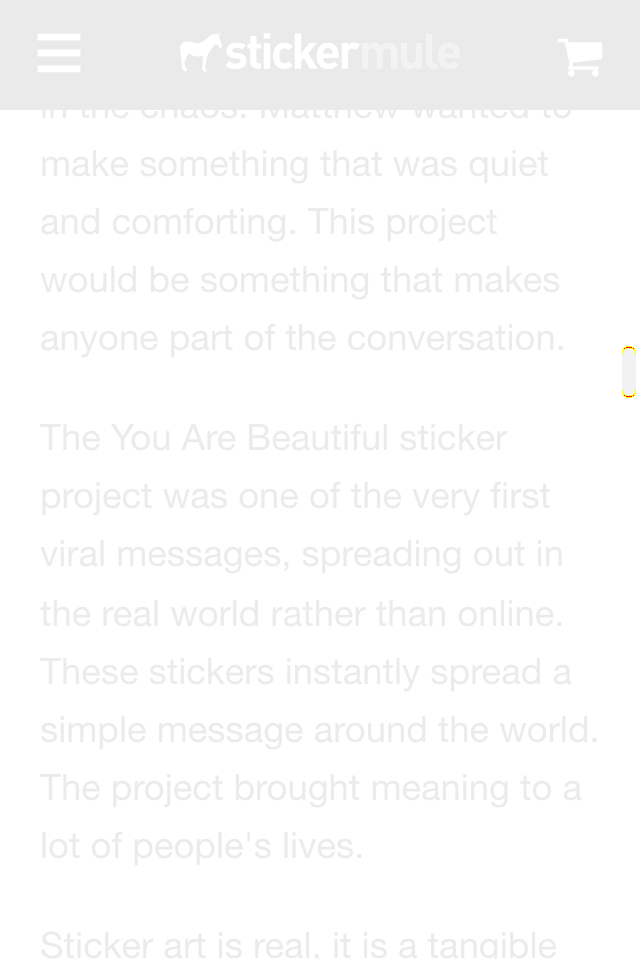 stickermule
in the chaos. Matthew wanted to
make something that was quiet
and comforting. This project
would be something that makes
anyone part of the conversation.
The You Are Beautiful sticker
project was one of the very first
viral messages, spreading out in
the real world rather than online.
These stickers instantly spread a
simple message around the world.
The project brought meaning to a
lot of people's lives.
Sticker art is real, it is a tangible